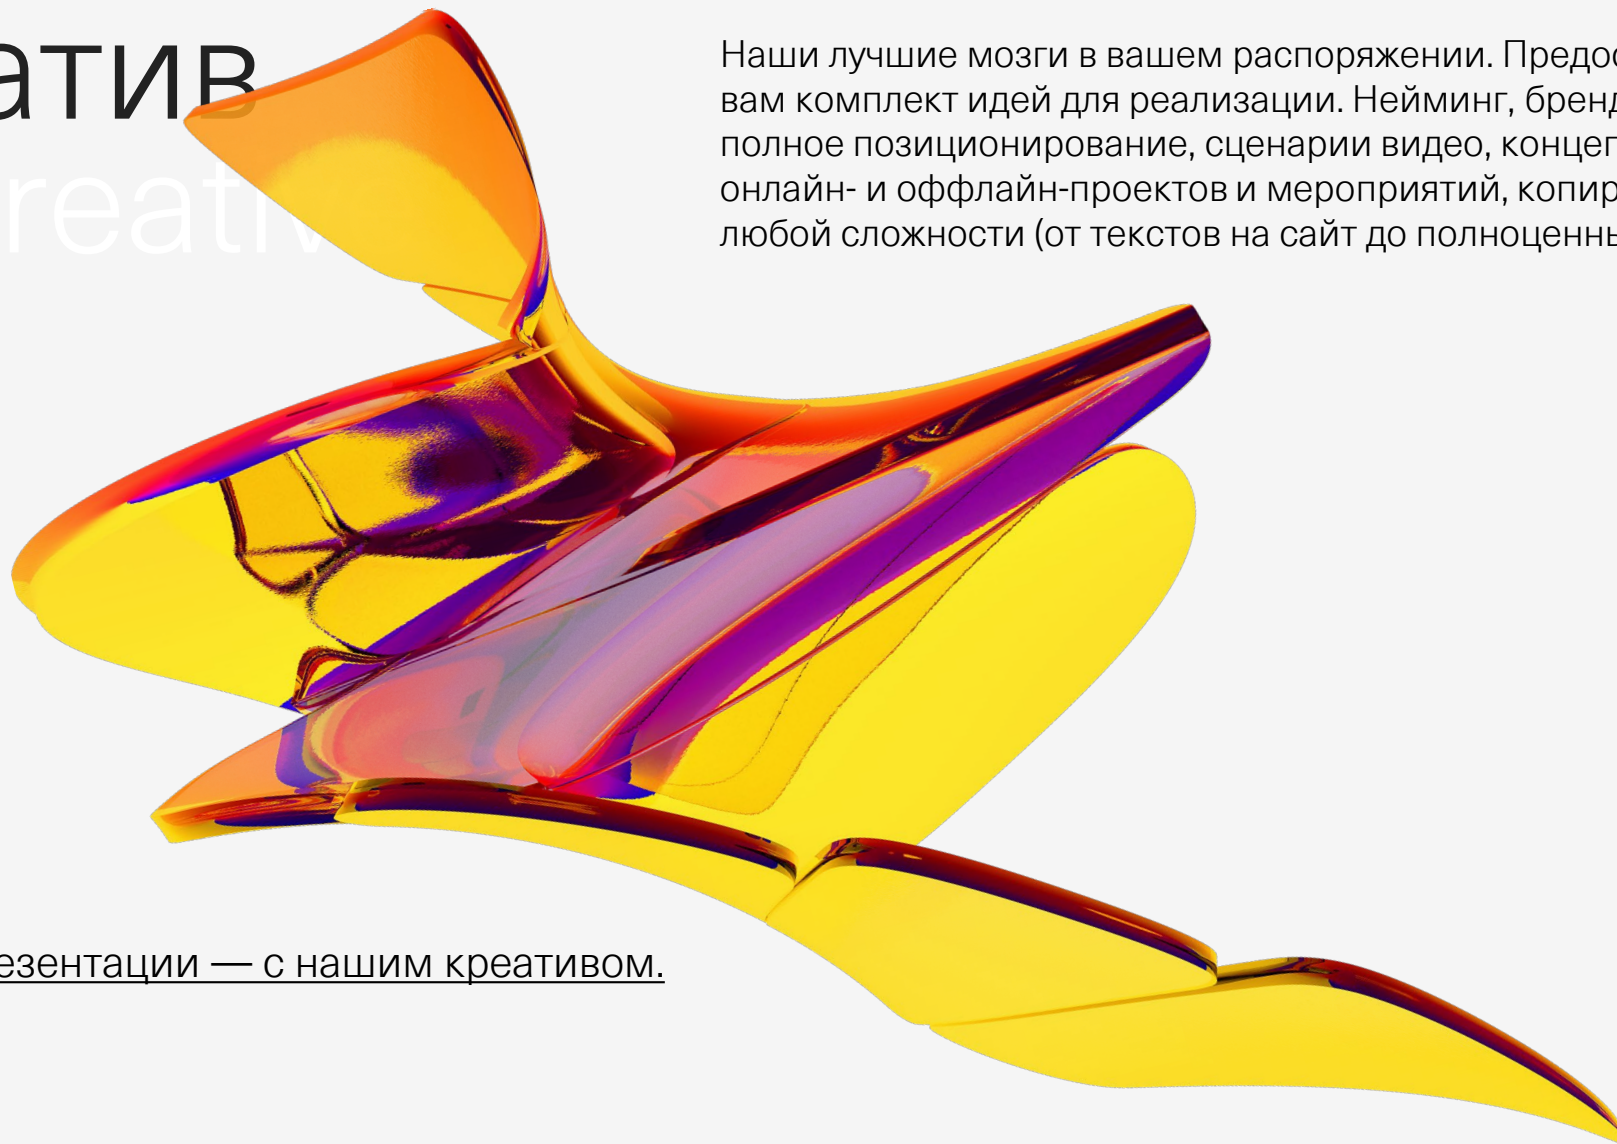 атив
reativ
Наши лучшие мозги в вашем распоряжении. Предос
вам комплект идей для реализации. Нейминг, бренд
полное позиционирование, сценарии видео, концеп
онлайн- и оффлайн-проектов и мероприятий, копир
любой сложности (от текстов на сайт до полноценны
езентации — с нашим креативом.